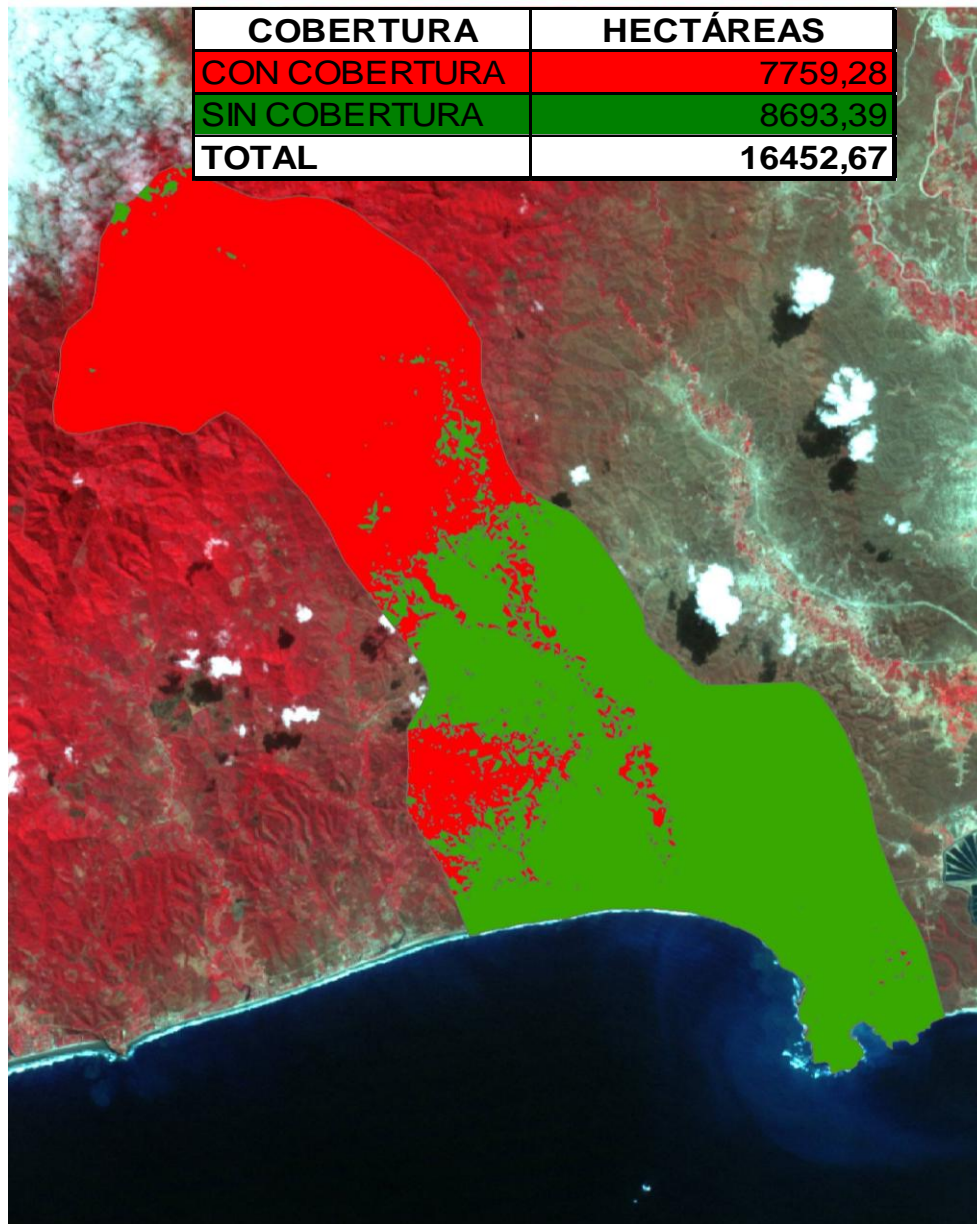 COBERTURA HECTÁREAS
CON COBERTURA 7759,28
SIN COBERTURA 8693,39
TOTAL 16452,67